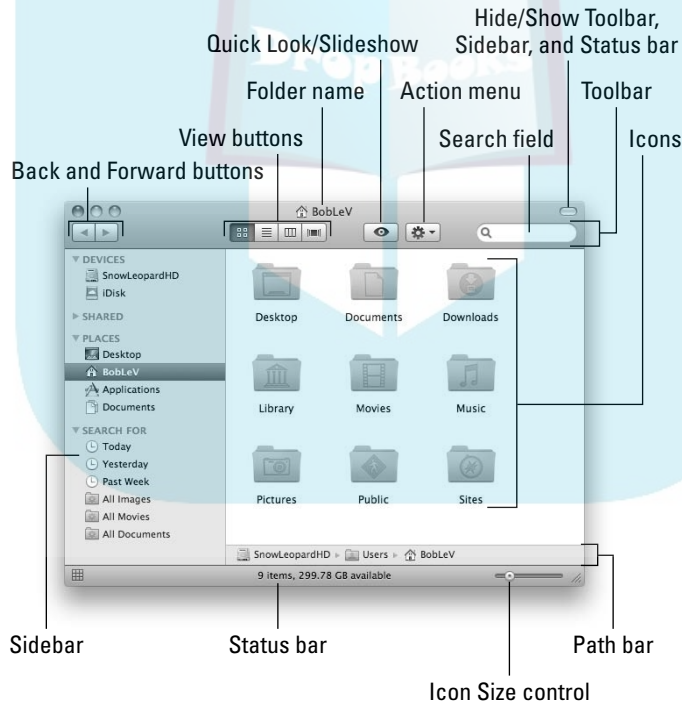 Hide/Show Toolbar,
Sidebar, and Status bar
Quick Look/Slideshow
Drop Books
Folder name
Action menu
Toolbar
View buttons
Search field
Icons
Back and Forward buttons
BobLeV
DEVICES
SnowLeopardHD
iDisk
SHARED
PLACES
Desktop
BobLeV
Applications
Documents
SEARCH FOR
Today
Yesterday
Past Week
All Images
All Movies
All Documents
Desktop
Documents
Downloads
Library
Movies
Music
Pictures
Public
Sites
SnowLeopardHD ▸ Users ▸ BobLeV
9 items, 299.78 GB available
Sidebar
Status bar
Path bar
Icon Size control